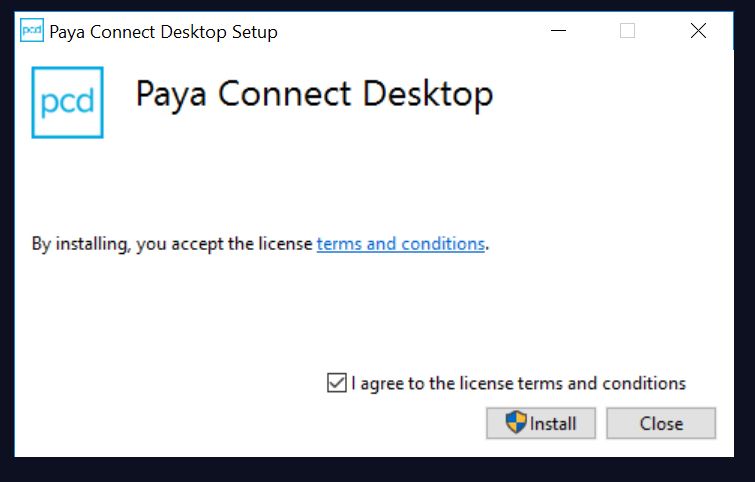 pcd Paya Connect Desktop Setup
pcd Paya Connect Desktop
By installing, you accept the license terms and conditions.
I agree to the license terms and conditions
Install Close